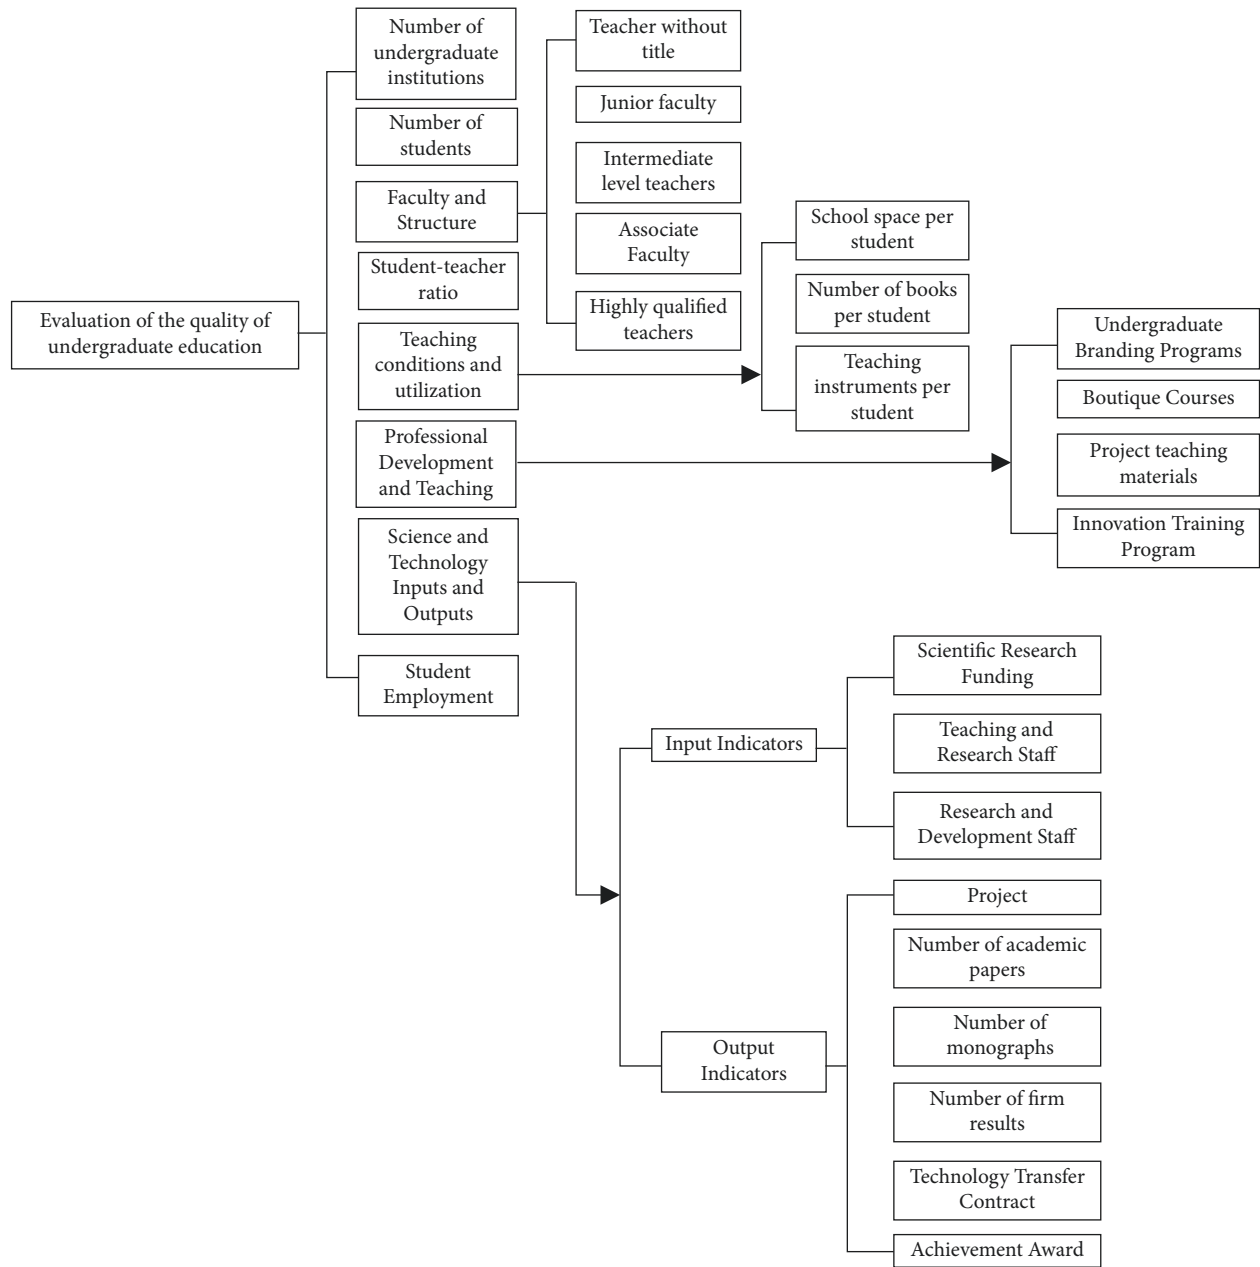 Evaluation of the quality of
undergraduate education
Number of
undergraduate
institutions
Number of
students
Faculty and
Structure
Student-teacher
ratio
Teaching
conditions and
utilization
Professional
Development
and Teaching
Science and
Technology
Inputs and
Outputs
Student
Employment
Teacher without
title
Junior faculty
Intermediate
level teachers
Associate
Faculty
Highly qualified
teachers
School space per
student
Number of books
per student
Teaching
instruments per
student
Undergraduate
Branding Programs
Boutique Courses
Project teaching
materials
Innovation Training
Program
Input Indicators
Scientific Research
Funding
Teaching and
Research Staff
Research and
Development Staff
Output
Indicators
Project
Number of academic
papers
Number of
monographs
Number of firm
results
Technology Transfer
Contract
Achievement Award